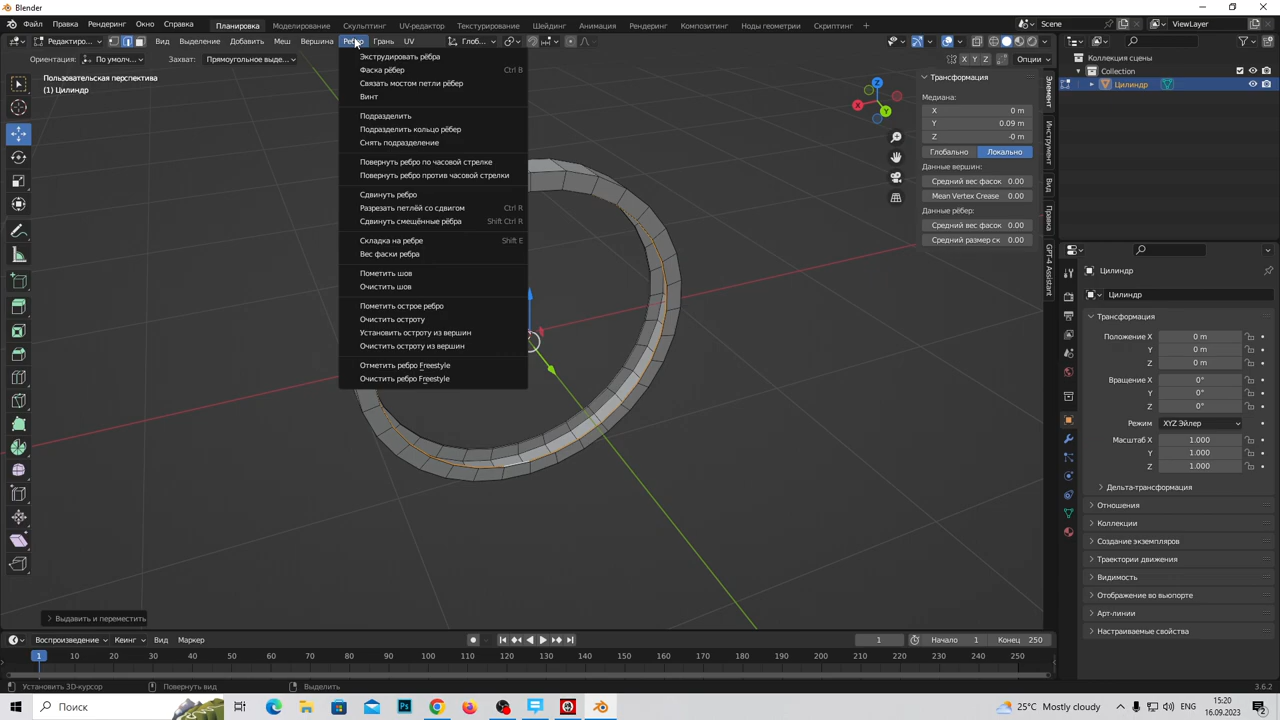 Blender
Файл Правка Рендеринг Окно Справка
Планировка Моделирование Скульптинг UV-редактор Текстурирование Шейдинг Анимация Рендеринг Композитинг Ноды геометрии Скриптинг +
Scene
ViewLayer
Редактиро...
Вид Выделение Добавить Меш Вершина Ребро Грань UV
Глоб...
Ориентация: По умолч... Захват: Прямоугольное выде...
X Y Z Опции
Пользовательская перспектива
(1) Цилиндр
Экструдировать рёбра
Фаска рёбер Ctrl B
Связать мостом петли рёбер
Винт
Подразделить
Подразделить кольцо рёбер
Снять подразделение
Повернуть ребро по часовой стрелке
Повернуть ребро против часовой стрелки
Сдвинуть ребро
Разрезать петлёй со сдвигом Ctrl R
Сдвинуть смещённые рёбра Shift Ctrl R
Складка на ребре Shift E
Вес фаски ребра
Пометить шов
Очистить шов
Пометить острое ребро
Очистить остроту
Установить остроту из вершин
Очистить остроту из вершин
Отметить ребро Freestyle
Очистить ребро Freestyle
X
Y
Z
Трансформация
Медиана:
X 0 m
Y 0.09 m
Z -0 m
Глобально Локально
Данные вершин:
Средний вес фасок 0.00
Mean Vertex Crease 0.00
Данные рёбер:
Средний вес фасок 0.00
Средний размер ск 0.00
Элемент
Инструмент
Вид
Правка
GPT-4 Assistant
Коллекция сцены
Collection
Цилиндр
Цилиндр
Цилиндр
Трансформация
Положение X 0 m
Y 0 m
Z 0 m
Вращение X 0°
Y 0°
Z 0°
Режим XYZ Эйлер
Масштаб X 1.000
Y 1.000
Z 1.000
Дельта-трансформация
Отношения
Коллекции
Создание экземпляров
Траектории движения
Видимость
Отображение во вьюпорте
Арт-линии
Настраиваемые свойства
Выдавить и переместить
Воспроизведение Кеинг Вид Маркер
1 Начало 1 Конец 250
1 10 20 30 40 50 60 70 80 90 100 110 120 130 140 150 160 170 180 190 200 210 220 230 240 250
Установить 3D-курсор Повернуть вид Выделить 3.6.2
Поиск
25°C Mostly cloudy
15:20
16.09.2023